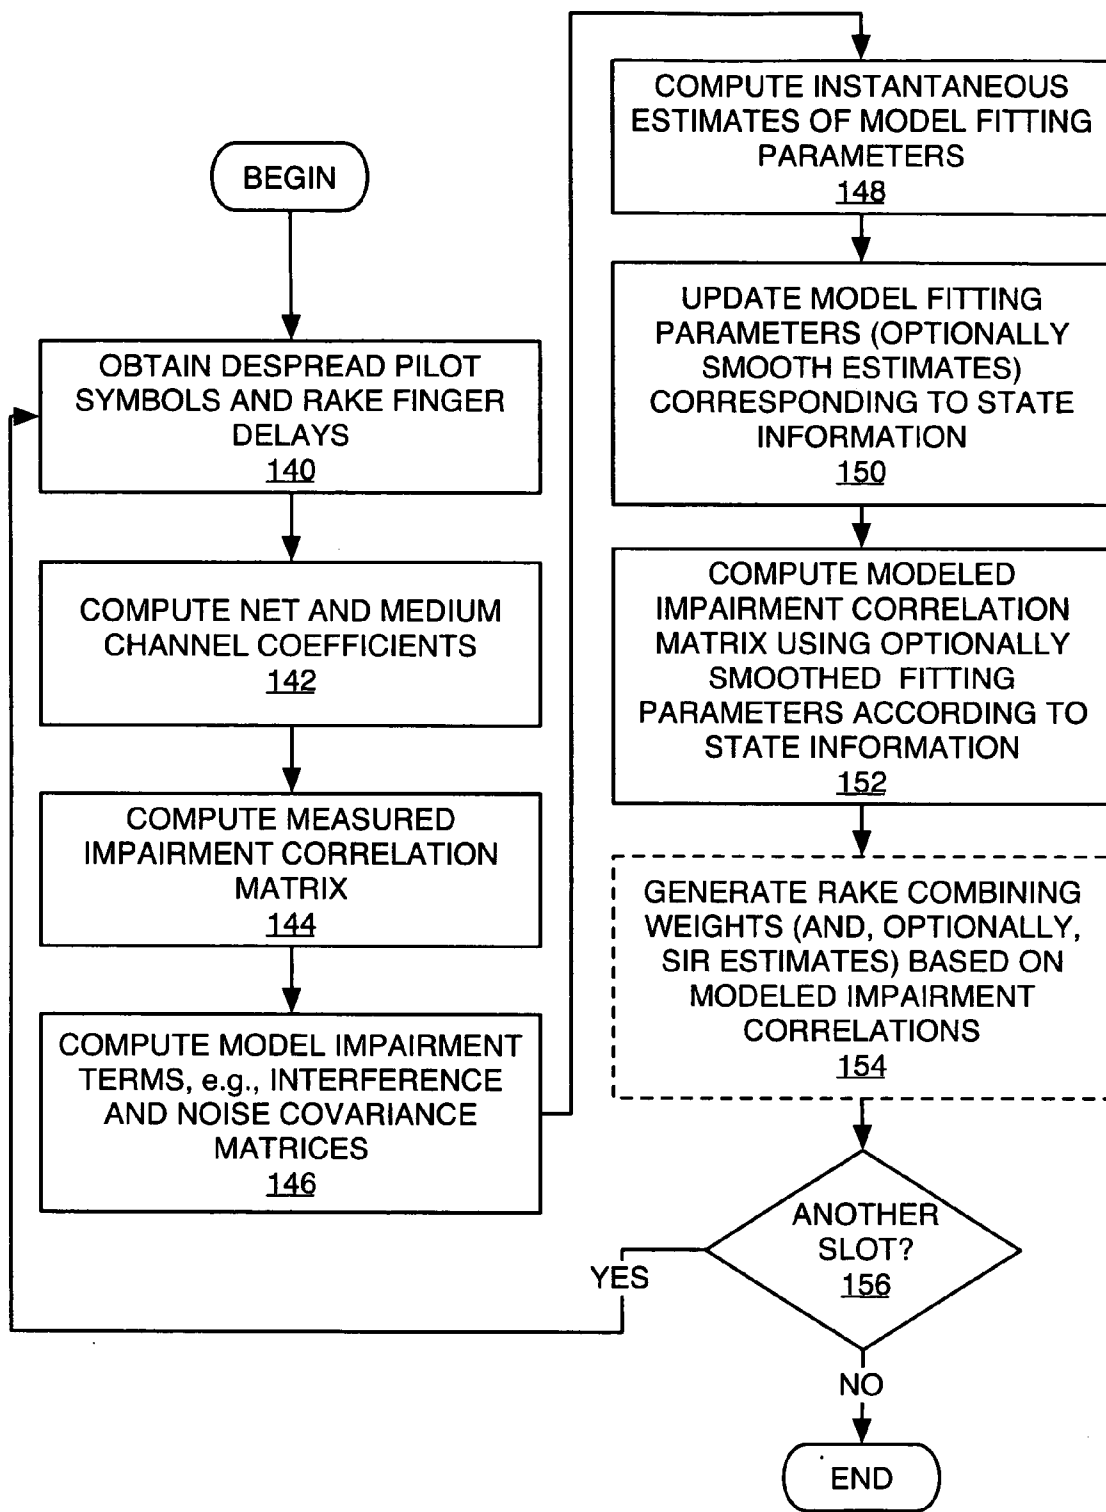 BEGIN
OBTAIN DESPREAD PILOT
SYMBOLS AND RAKE FINGER
DELAYS
140
COMPUTE NET AND MEDIUM
CHANNEL COEFFICIENTS
142
COMPUTE MEASURED
IMPAIRMENT CORRELATION
MATRIX
144
COMPUTE MODEL IMPAIRMENT
TERMS, e.g., INTERFERENCE
AND NOISE COVARIANCE
MATRICES
146
COMPUTE INSTANTANEOUS
ESTIMATES OF MODEL FITTING
PARAMETERS
148
UPDATE MODEL FITTING
PARAMETERS (OPTIONALLY
SMOOTH ESTIMATES)
CORRESPONDING TO STATE
INFORMATION
150
COMPUTE MODELED
IMPAIRMENT CORRELATION
MATRIX USING OPTIONALLY
SMOOTHED FITTING
PARAMETERS ACCORDING TO
STATE INFORMATION
152
GENERATE RAKE COMBINING
WEIGHTS (AND, OPTIONALLY,
SIR ESTIMATES) BASED ON
MODELED IMPAIRMENT
CORRELATIONS
154
ANOTHER
SLOT?
156
YES
NO
END